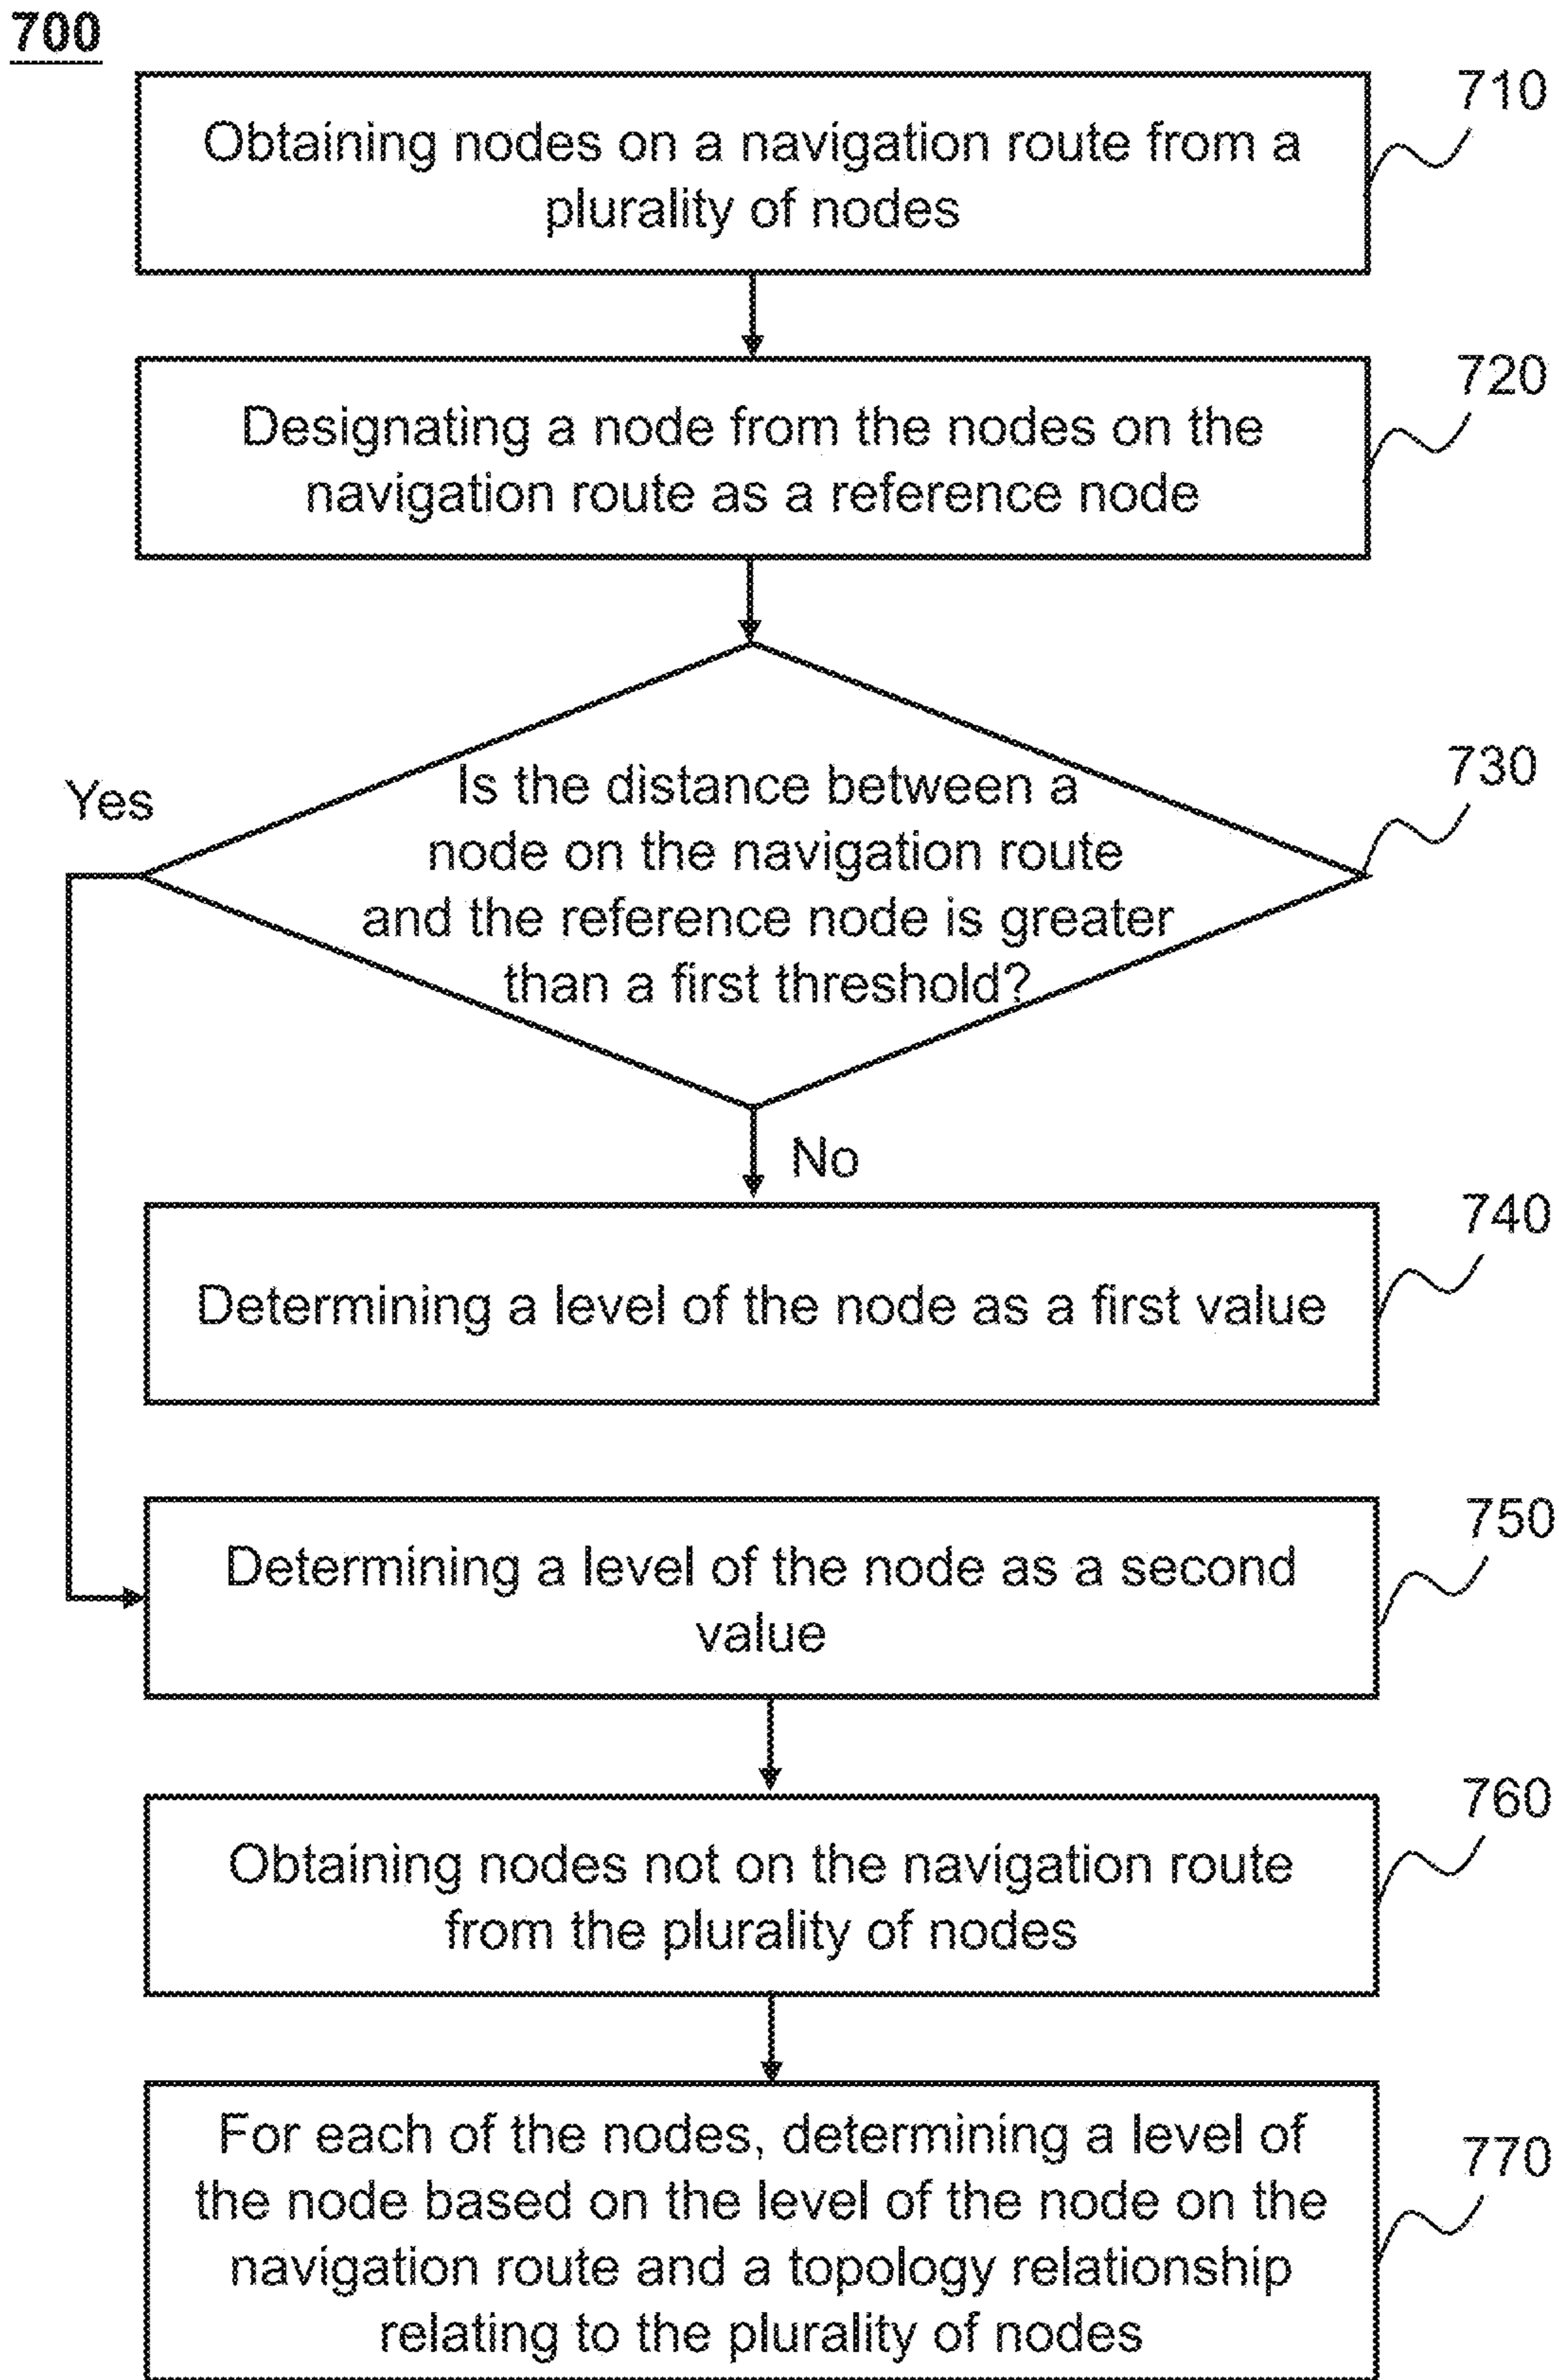 700
710
Obtaining nodes on a navigation route from a
plurality of nodes
720
Designating a node from the nodes on the
navigation route as a reference node
730
Yes
Is the distance between a
node on the navigation route
and the reference node is greater
than a first threshold?
No
740
Determining a level of the node as a first value
750
Determining a level of the node as a second
value
760
Obtaining nodes not on the navigation route
from the plurality of nodes
770
For each of the nodes, determining a level of
the node based on the level of the node on the
navigation route and a topology relationship
relating to the plurality of nodes